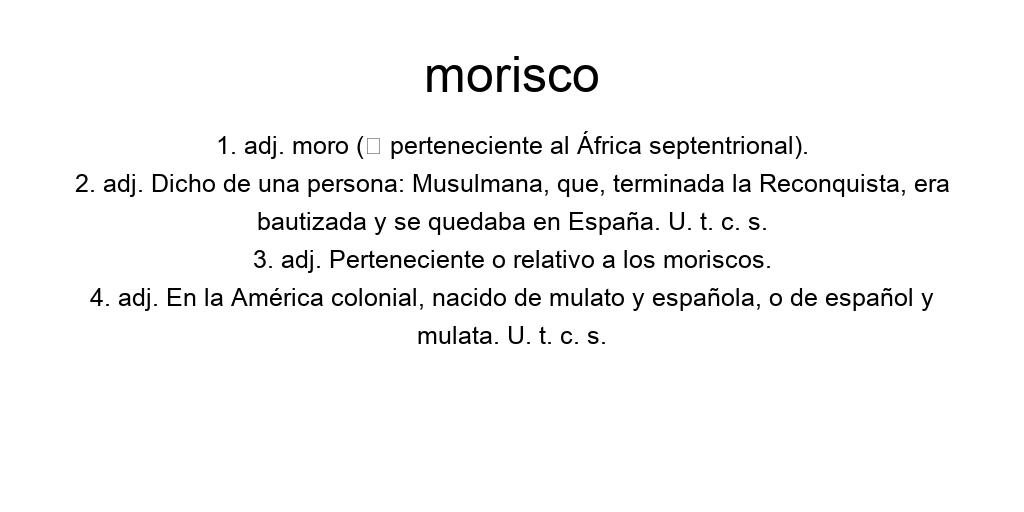 morisco
1. adj. moro (□ perteneciente al África septentrional).
2. adj. Dicho de una persona: Musulmana, que, terminada la Reconquista, era
bautizada y se quedaba en España. U. t. c. s.
3. adj. Perteneciente o relativo a los moriscos.
4. adj. En la América colonial, nacido de mulato y española, o de español y
mulata. U. t. c. s.